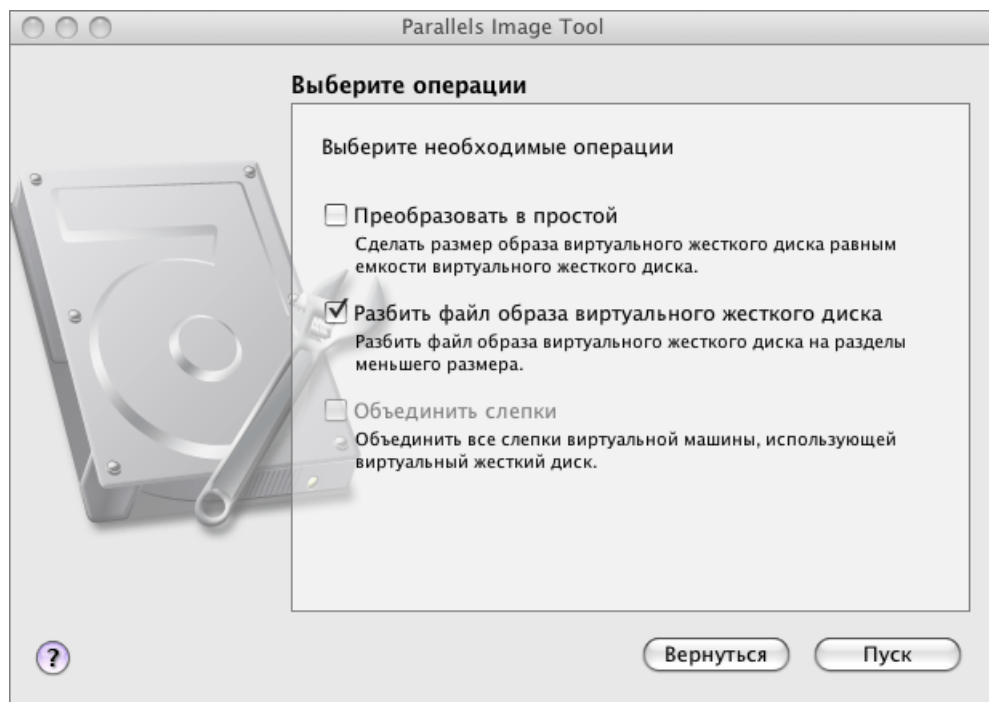 Parallels Image Tool
Выберите операции
Выберите необходимые операции
Преобразовать в простой
Сделать размер образа виртуального жесткого диска равным
емкости виртуального жесткого диска.
Разбить файл образа виртуального жесткого диска
Разбить файл образа виртуального жесткого диска на разделы
меньшего размера.
Объединить слепки
Объединить все слепки виртуальной машины, использующей
виртуальный жесткий диск.
?
Вернуться
Пуск